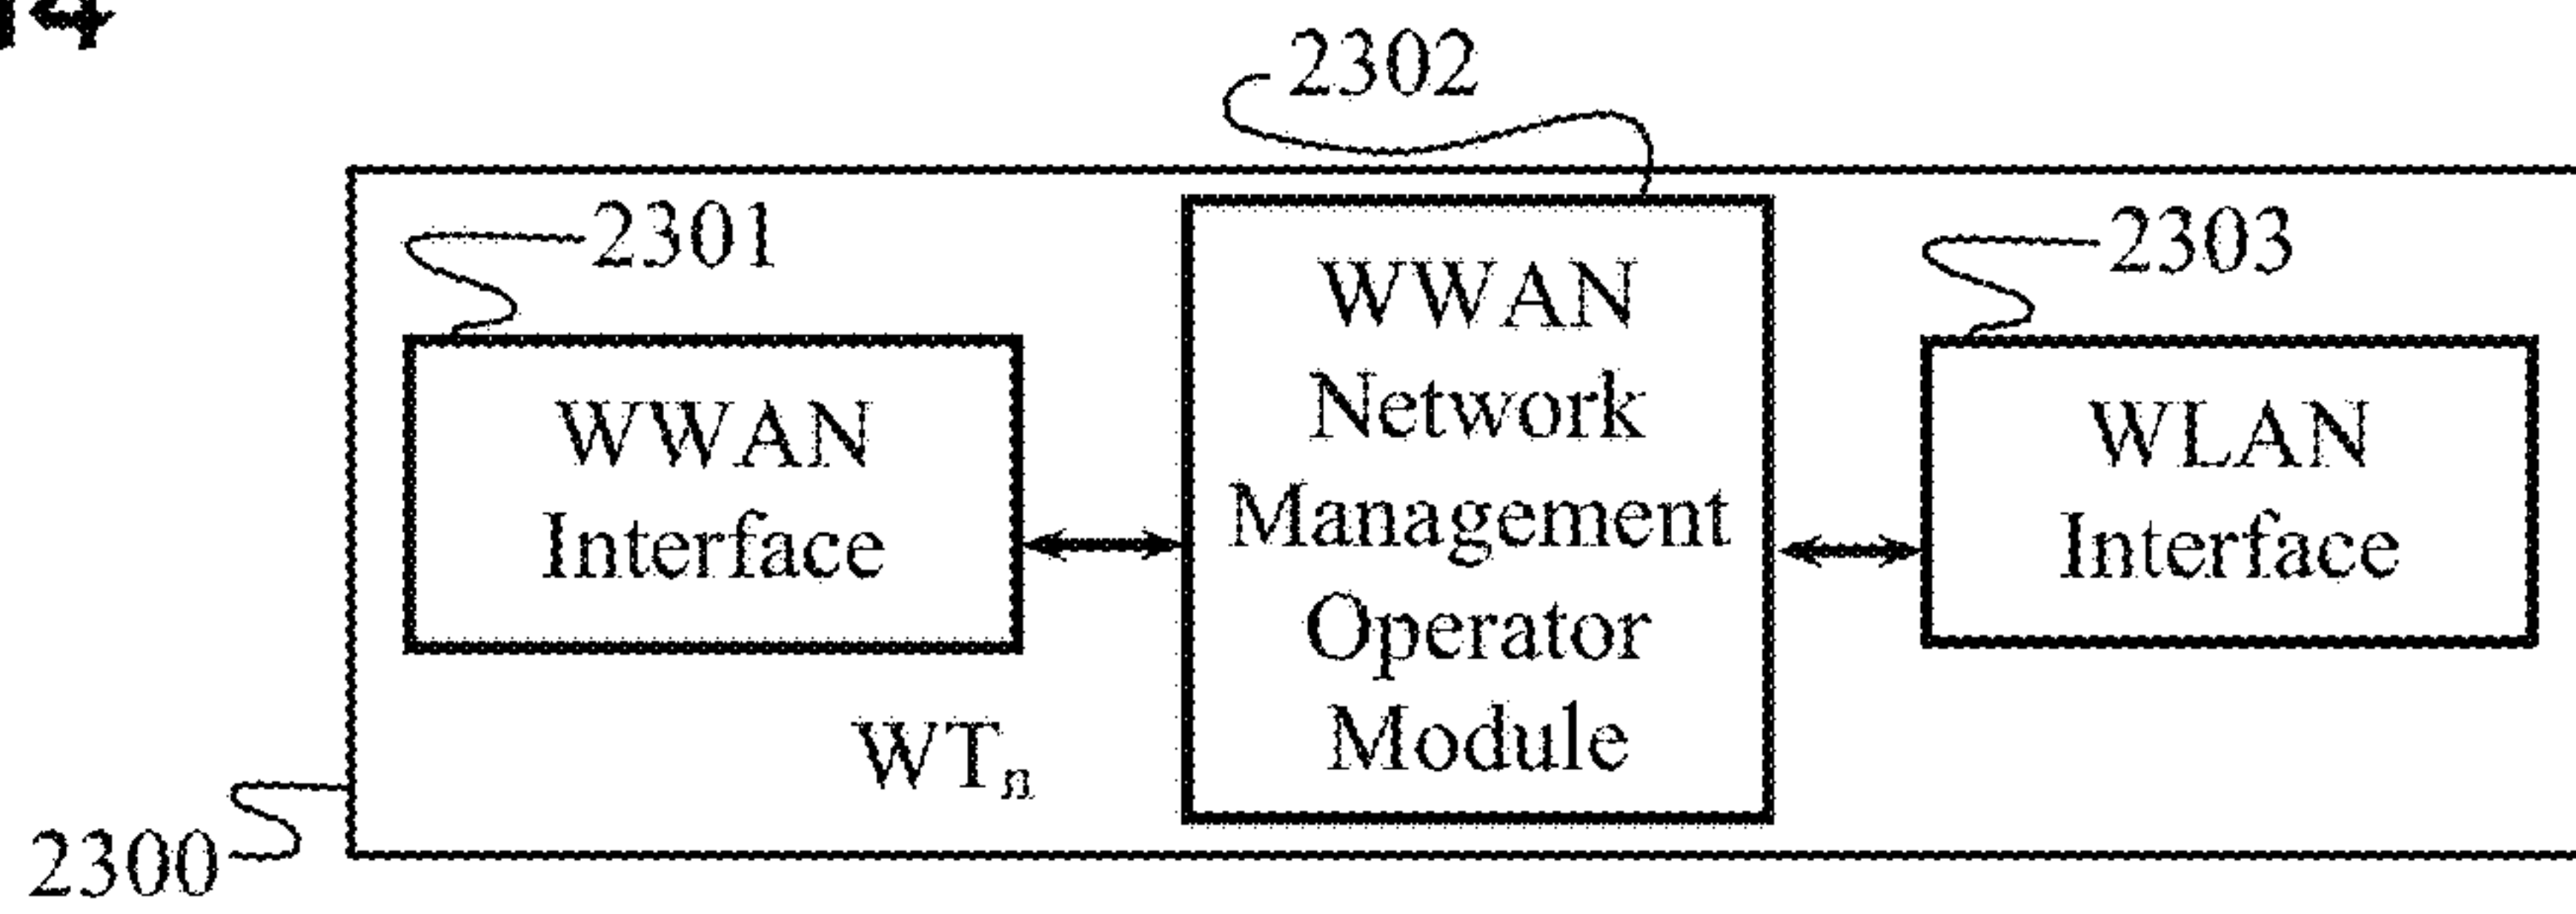 2302
2301
2303
WWAN
Interface
WWAN
Network
Management
Operator
Module
WLAN
Interface
WTn
2300